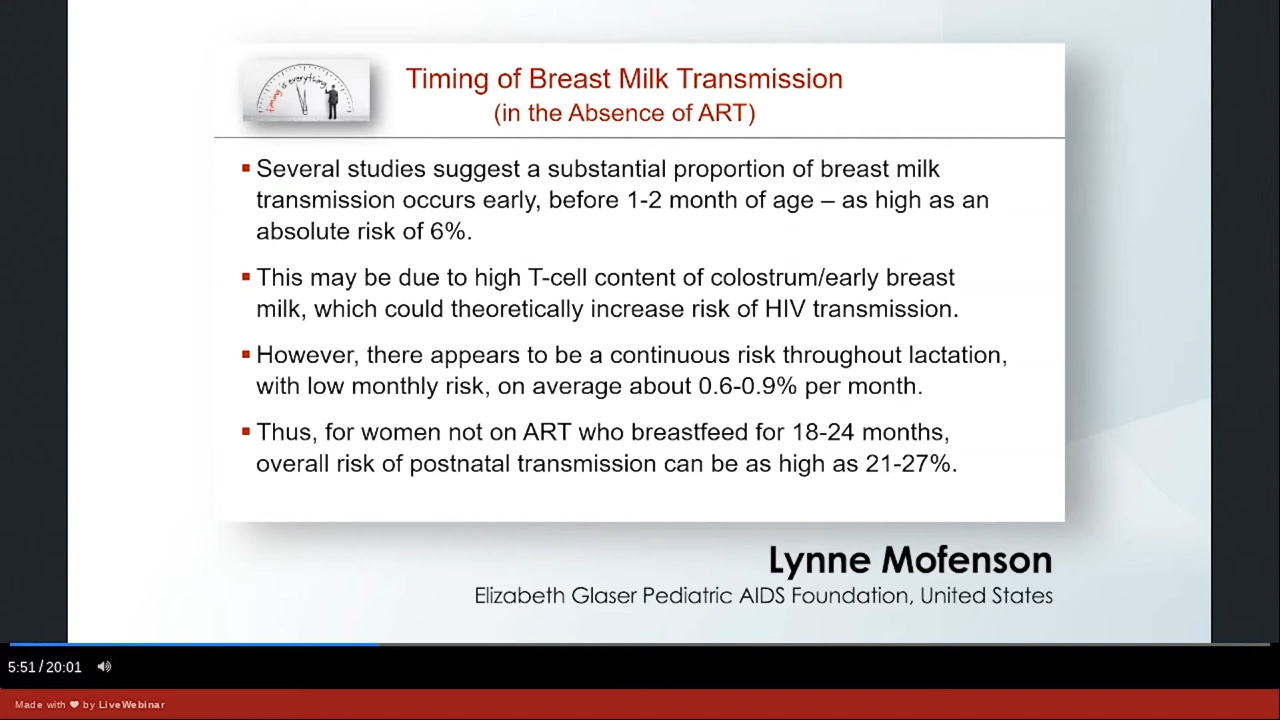 timing is everything
Timing of Breast Milk Transmission
(in the Absence of ART)
▪ Several studies suggest a substantial proportion of breast milk
transmission occurs early, before 1-2 month of age – as high as an
absolute risk of 6%.
▪ This may be due to high T-cell content of colostrum/early breast
milk, which could theoretically increase risk of HIV transmission.
▪ However, there appears to be a continuous risk throughout lactation,
with low monthly risk, on average about 0.6-0.9% per month.
▪ Thus, for women not on ART who breastfeed for 18-24 months,
overall risk of postnatal transmission can be as high as 21-27%.
Lynne Mofenson
Elizabeth Glaser Pediatric AIDS Foundation, United States
5:51 / 20:01
Made with ❤ by LiveWebinar